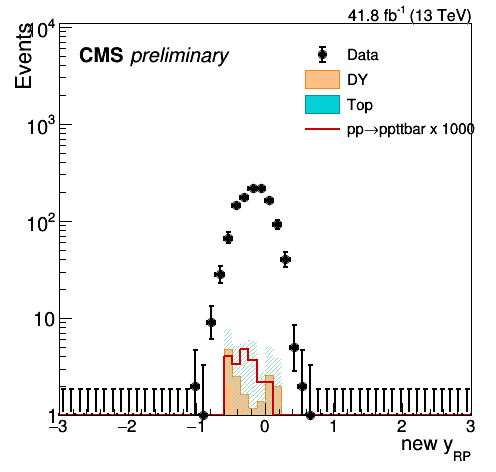 41.8 fb⁻¹ (13 TeV)
Events
CMS preliminary
Data
DY
Top
pp→ppttbar x 1000
10⁴
10³
10²
10
1
−3 −2 −1 0 1 2 3
new y_RP